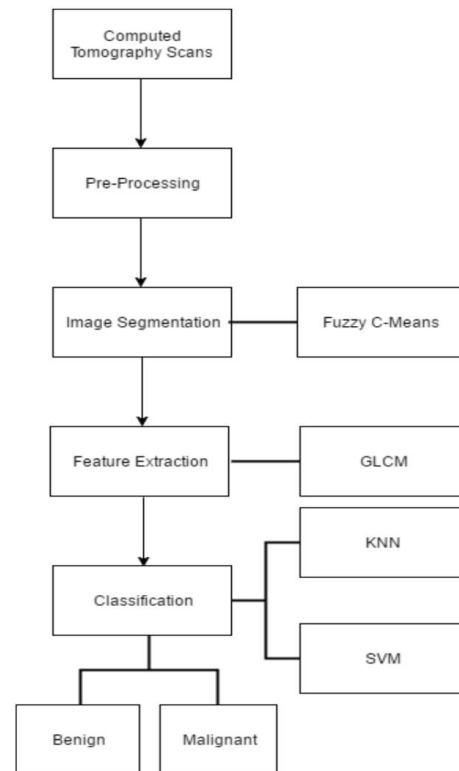 Computed
Tomography Scans
Pre-Processing
Image Segmentation
Fuzzy C-Means
Feature Extraction
GLCM
KNN
Classification
SVM
Benign
Malignant